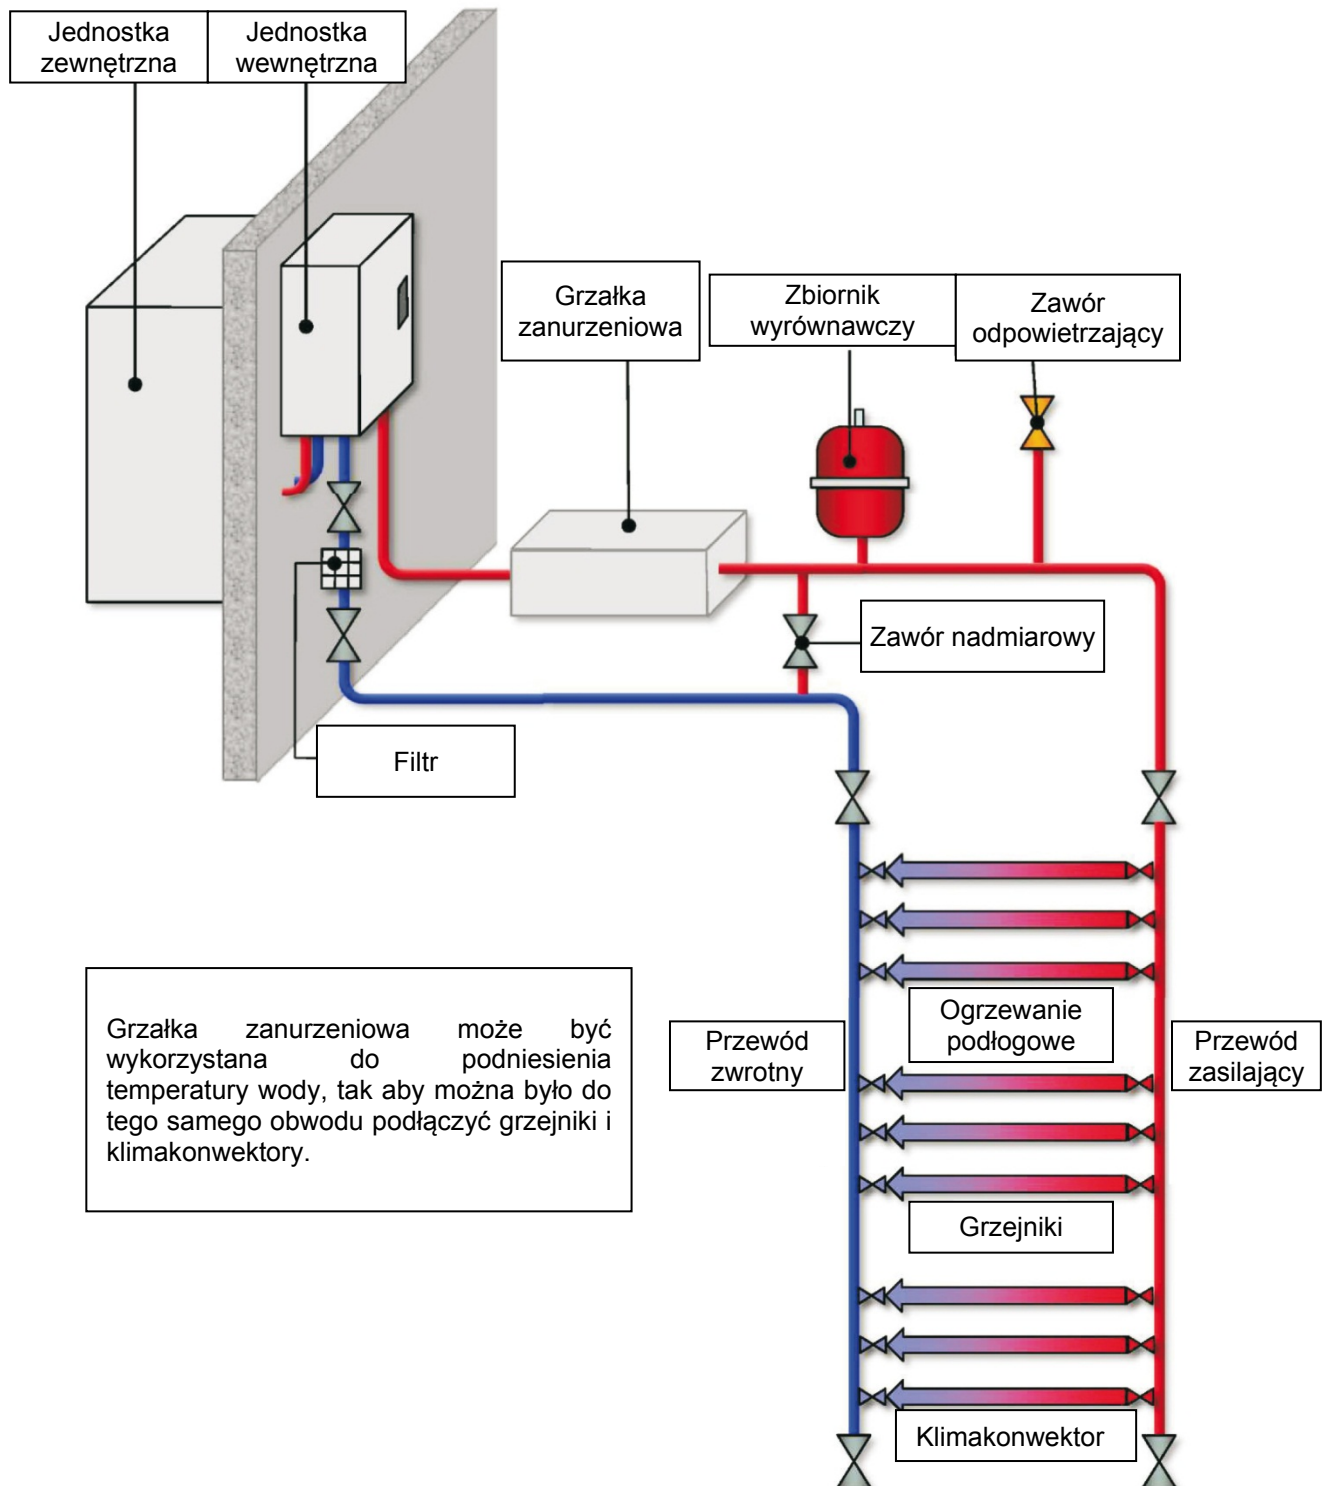 Jednostka
zewnętrzna
Jednostka
wewnętrzna
Grzałka
zanurzeniowa
Zbiornik
wyrównawczy
Zawór
odpowietrzający
Zawór nadmiarowy
Filtr
Grzałka zanurzeniowa może być
wykorzystana do podniesienia
temperatury wody, tak aby można było do
tego samego obwodu podłączyć grzejniki i
klimakonwektory.
Przewód
zwrotny
Ogrzewanie
podłogowe
Przewód
zasilający
Grzejniki
Klimakonwektor